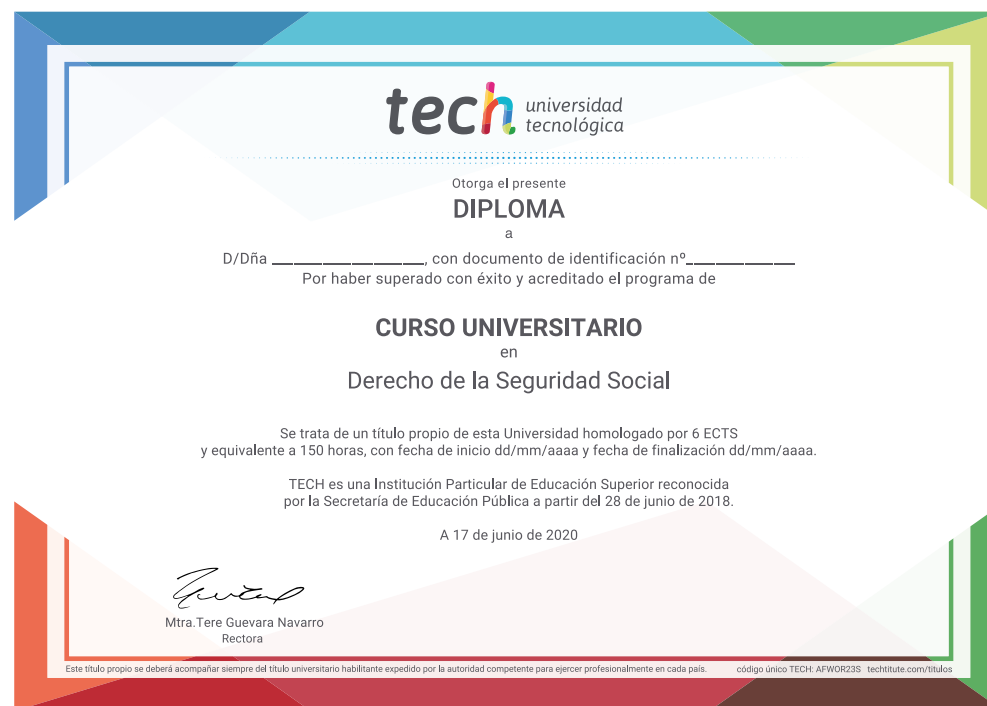 tech universidad
tecnológica
Otorga el presente
DIPLOMA
a
D/Dña ________________, con documento de identificación nº___________
Por haber superado con éxito y acreditado el programa de
CURSO UNIVERSITARIO
en
Derecho de la Seguridad Social
Se trata de un título propio de esta Universidad homologado por 6 ECTS
y equivalente a 150 horas, con fecha de inicio dd/mm/aaaa y fecha de finalización dd/mm/aaaa.
TECH es una Institución Particular de Educación Superior reconocida
por la Secretaría de Educación Pública a partir del 28 de junio de 2018.
A 17 de junio de 2020
Mtra.Tere Guevara Navarro
Rectora
Este título propio se deberá acompañar siempre del título universitario habilitante expedido por la autoridad competente para ejercer profesionalmente en cada país. código único TECH: AFWOR23S techtitute.com/titulos